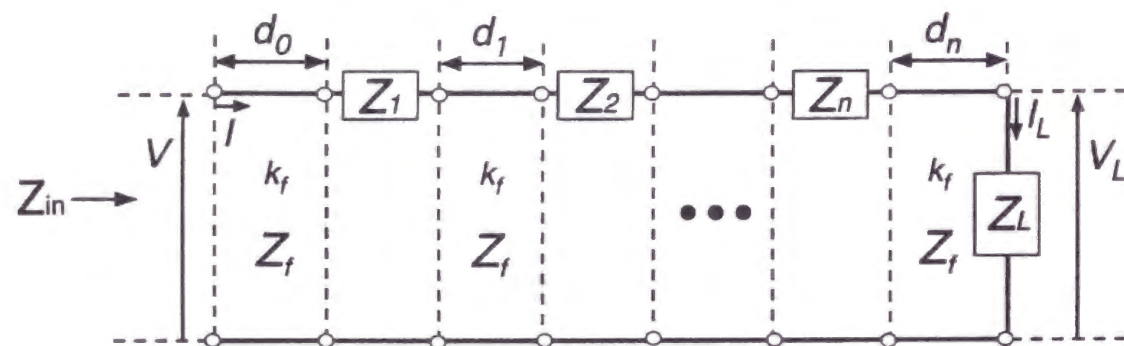 d0 d1 dn
Z1 Z2 Zn
I IL
V VL
kf kf kf
Zin ZL
Zf Zf Zf